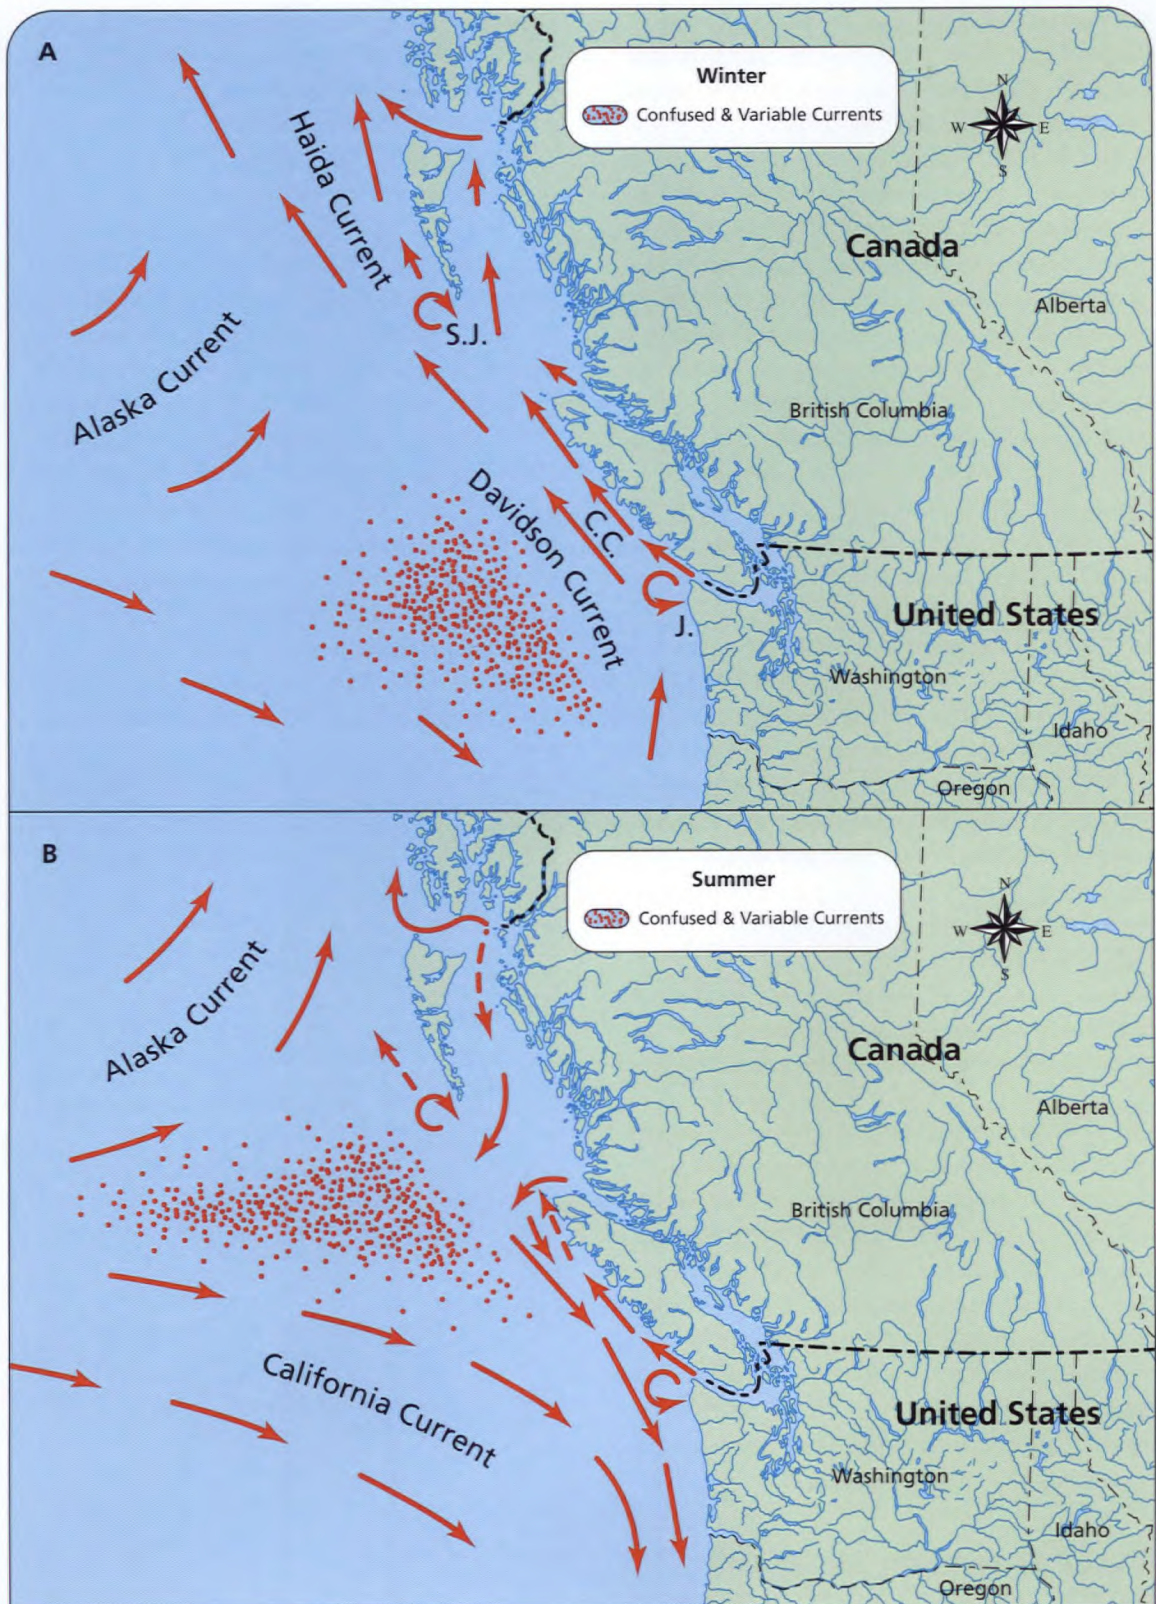 A
Winter
Confused & Variable Currents
N
W
E
S
Haida Current
Canada
Alberta
S.J.
Alaska Current
British Columbia
Davidson Current
C.C.
J.
United States
Washington
Idaho
Oregon
B
Summer
Confused & Variable Currents
N
W
E
S
Alaska Current
Canada
Alberta
British Columbia
California Current
United States
Washington
Idaho
Oregon